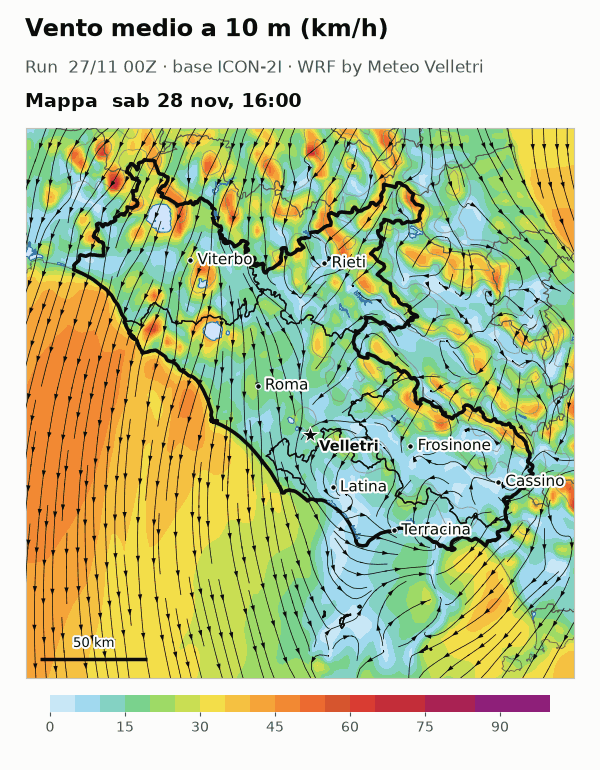 Vento medio a 10 m (km/h)
Run  27/11 00Z · base ICON-2I · WRF by Meteo Velletri
Mappa  sab 28 nov, 16:00
Viterbo
Rieti
Roma
Velletri
Frosinone
Cassino
Latina
Terracina
50 km
0 15 30 45 60 75 90